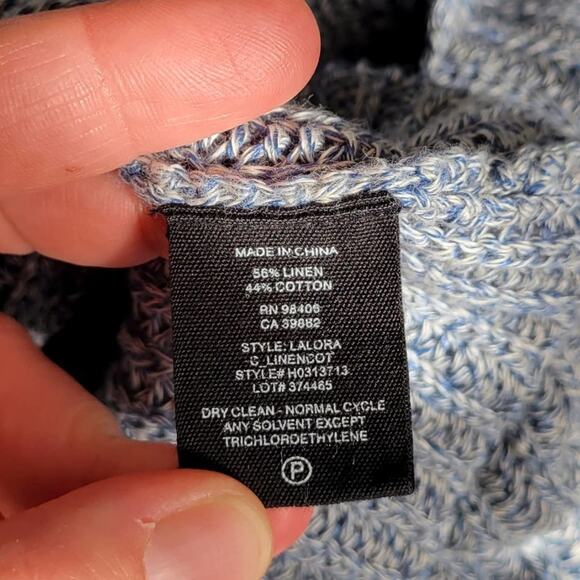 MADE IN CHINA
56% LINEN
44% COTTON
RN 98406
CA 39882
STYLE: LALORA
C_LINENCOT
STYLE# H0313713
LOT# 374465
DRY CLEAN - NORMAL CYCLE
ANY SOLVENT EXCEPT
TRICHLOROETHYLENE
P